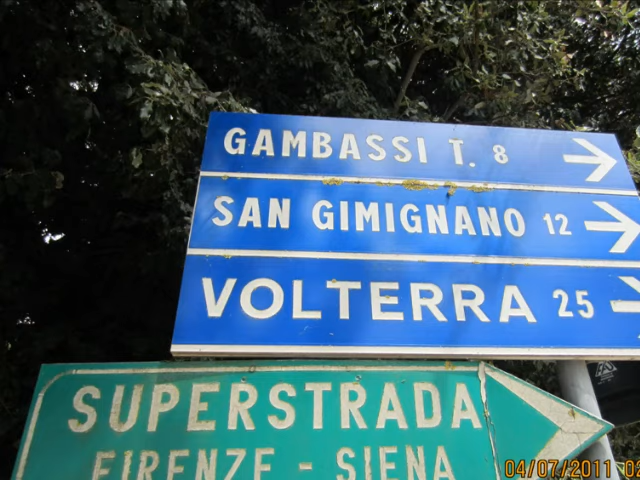 GAMBASSI T. 8
SAN GIMIGNANO 12
VOLTERRA 25
SUPERSTRADA
FIRENZE - SIENA
04/07/2011